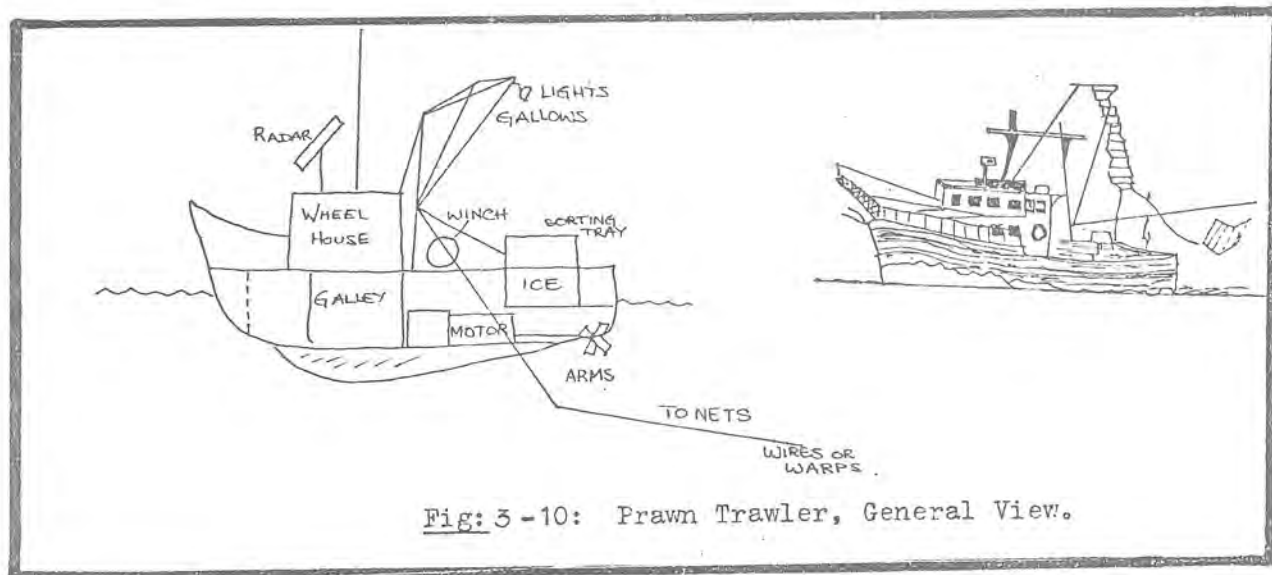 LIGHTS
GALLOWS
RADAR
WHEEL
HOUSE
WINCH
SORTING
TRAY
ICE
GALLEY
MOTOR
ARMS
TO NETS
WIRES OR
WARPS.
Fig: 3-10: Prawn Trawler, General View.